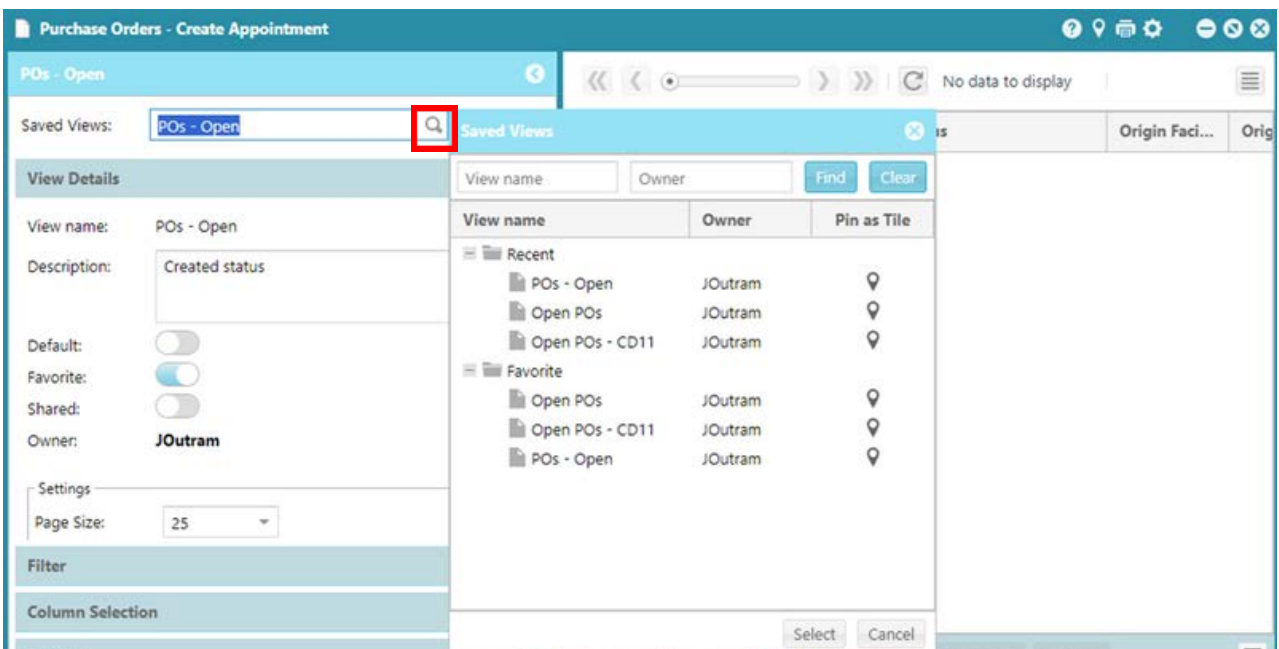 Purchase Orders - Create Appointment
POs - Open
No data to display
Saved Views: POs - Open
Saved Views
Origin Faci... Orig
View Details
View name Owner Find Clear
View name Owner Pin as Tile
View name: POs - Open
Description: Created status
Recent
POs - Open JOutram
Open POs JOutram
Open POs - CD11 JOutram
Default:
Favorite:
Shared:
Owner: JOutram
Favorite
Open POs JOutram
Open POs - CD11 JOutram
POs - Open JOutram
Settings
Page Size: 25
Filter
Column Selection
Select Cancel